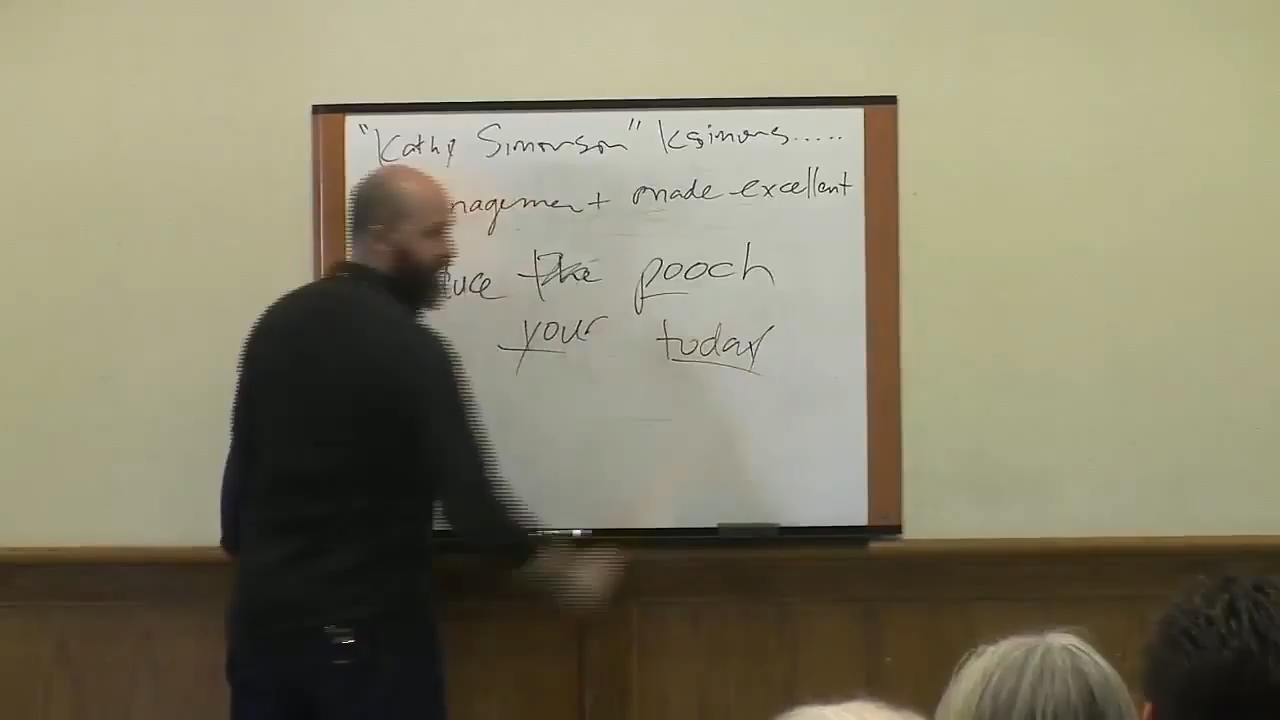 "Kathy Simonson" Ksimons.....
nagement made excellent
uce the pooch
your today